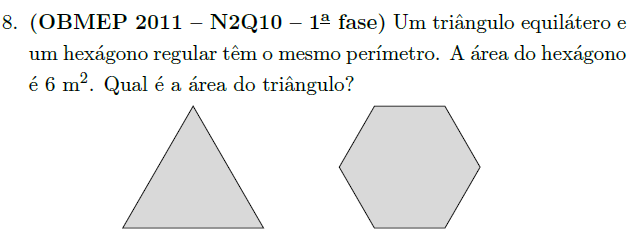 8. (OBMEP 2011 – N2Q10 – 1ª fase) Um triângulo equilátero e
um hexágono regular têm o mesmo perímetro. A área do hexágono
é 6 m². Qual é a área do triângulo?